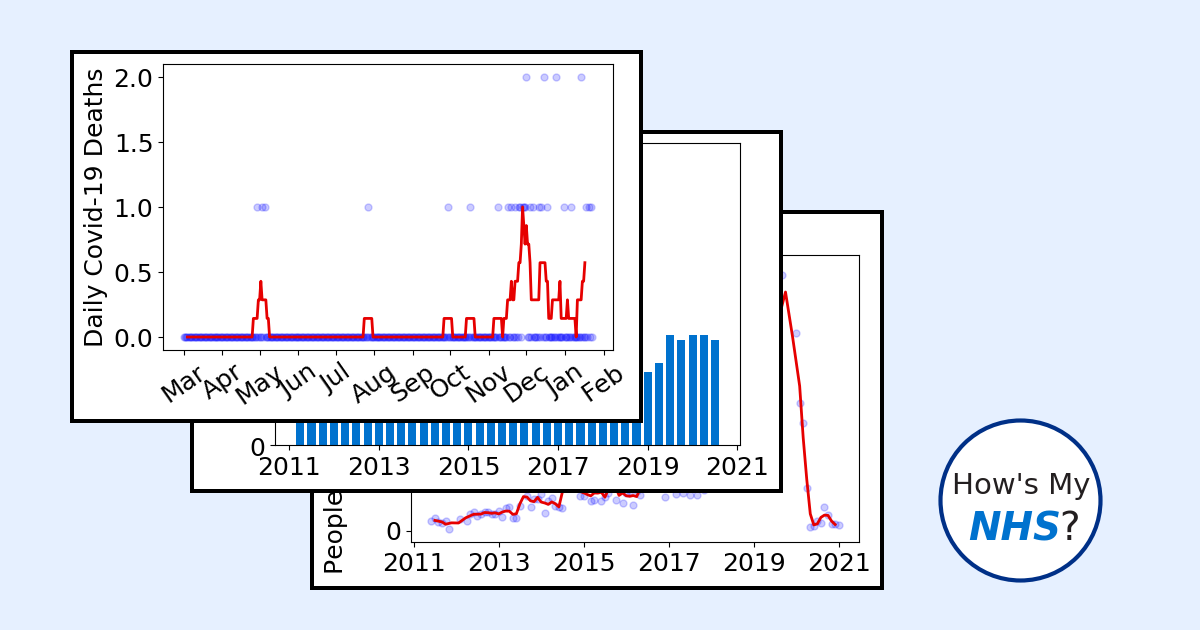 Daily Covid-19 Deaths
2.0
1.5
1.0
0.5
0.0
Mar Apr May Jun Jul Aug Sep Oct Nov Dec Jan Feb
0
2011 2013 2015 2017 2019 2021
People
0
2011 2013 2015 2017 2019 2021
How's My
NHS?